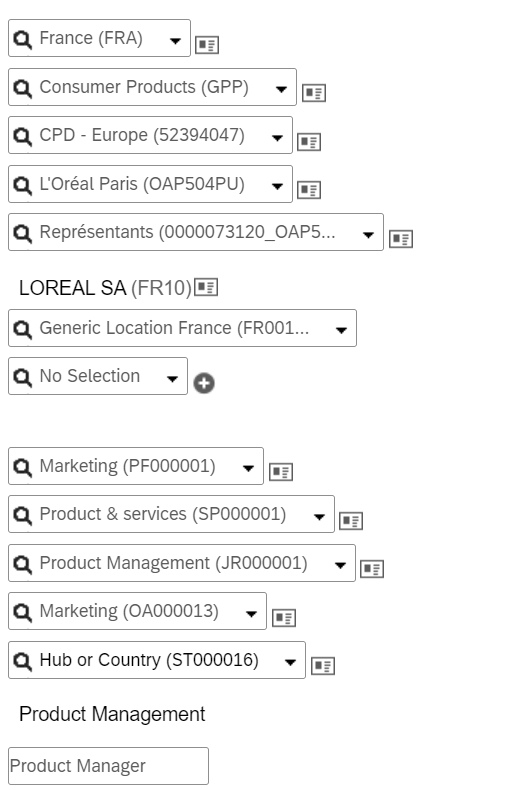 France (FRA)
Consumer Products (GPP)
CPD - Europe (52394047)
L'Oréal Paris (OAP504PU)
Représentants (0000073120_OAP5...
LOREAL SA (FR10)
Generic Location France (FR001...
No Selection
Marketing (PF000001)
Product & services (SP000001)
Product Management (JR000001)
Marketing (OA000013)
Hub or Country (ST000016)
Product Management
Product Manager